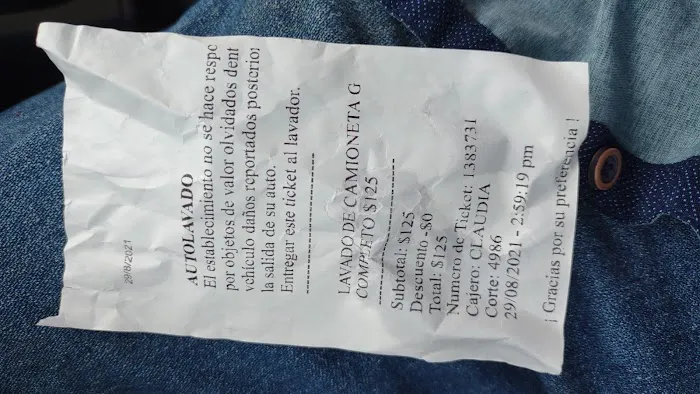 29/8/2021
AUTOLAVADO
El establecimiento no se hace respo
por objetos de valor olvidados dent
vehículo daños reportados posterior
la salida de su auto.
Entregar este ticket al lavador.
--------------------------
LAVADO DE CAMIONETA G
COMPLETO $125
--------------------------
Subtotal: $125
Descuento -$0
Total: $125
Numero de Ticket: 1383731
Cajero: CLAUDIA
Corte: 4986
29/08/2021 - 2:59:19 pm
¡ Gracias por su preferencia !